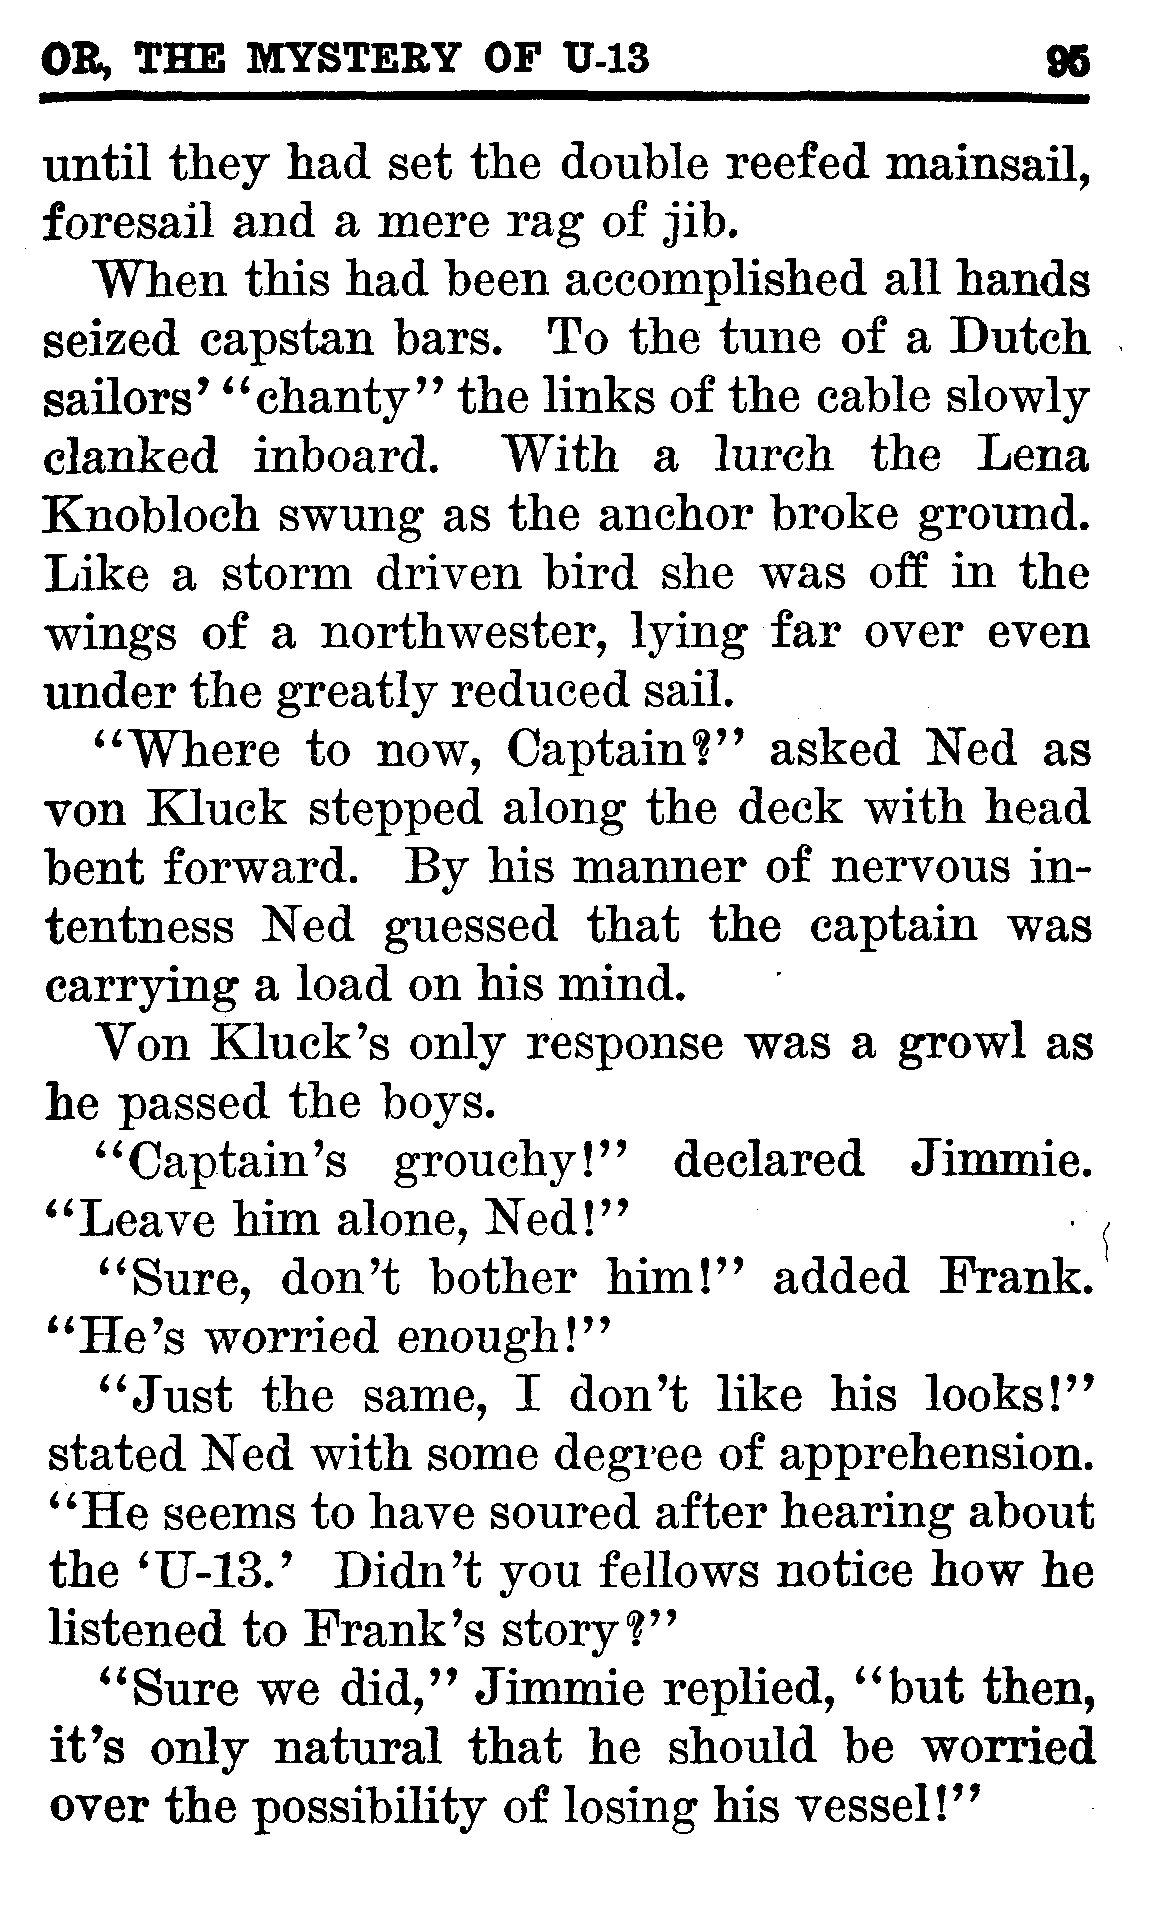 OR, THE MYSTERY OF U-13 95
until they had set the double reefed mainsail,
foresail and a mere rag of jib.
When this had been accomplished all hands
seized capstan bars. To the tune of a Dutch
sailors' "chanty" the links of the cable slowly
clanked inboard. With a lurch the Lena
Knobloch swung as the anchor broke ground.
Like a storm driven bird she was off in the
wings of a northwester, lying far over even
under the greatly reduced sail.
"Where to now, Captain?" asked Ned as
von Kluck stepped along the deck with head
bent forward. By his manner of nervous in-
tentness Ned guessed that the captain was
carrying a load on his mind.
Von Kluck's only response was a growl as
he passed the boys.
"Captain's grouchy!" declared Jimmie.
"Leave him alone, Ned!"
"Sure, don't bother him!" added Frank.
"He's worried enough!"
"Just the same, I don't like his looks!"
stated Ned with some degree of apprehension.
"He seems to have soured after hearing about
the 'U-13.' Didn't you fellows notice how he
listened to Frank's story?"
"Sure we did," Jimmie replied, "but then,
it's only natural that he should be worried
over the possibility of losing his vessel!"